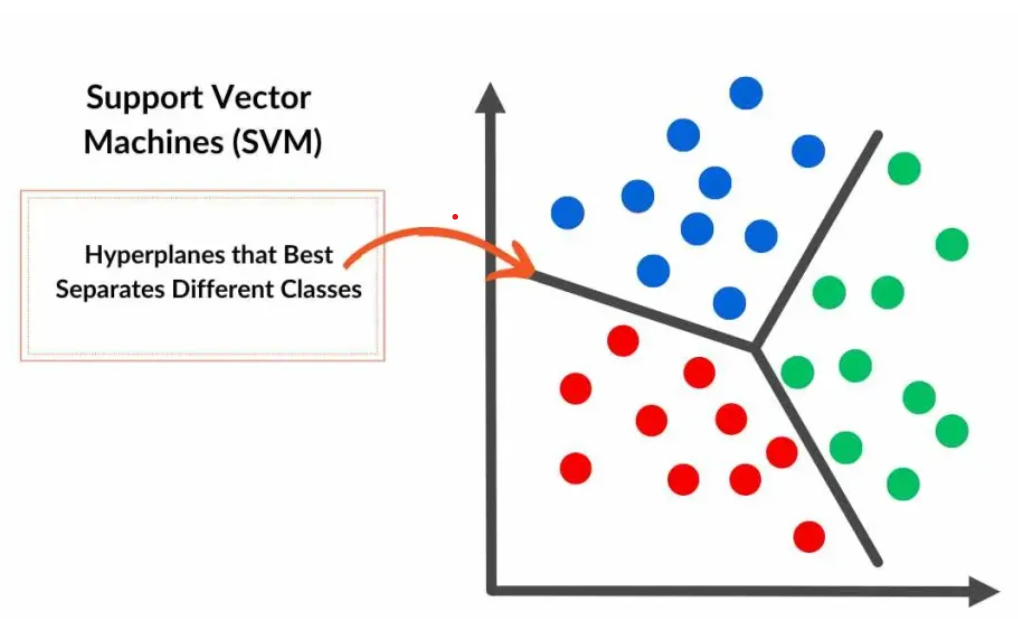 Support Vector
Machines (SVM)
Hyperplanes that Best
Separates Different Classes